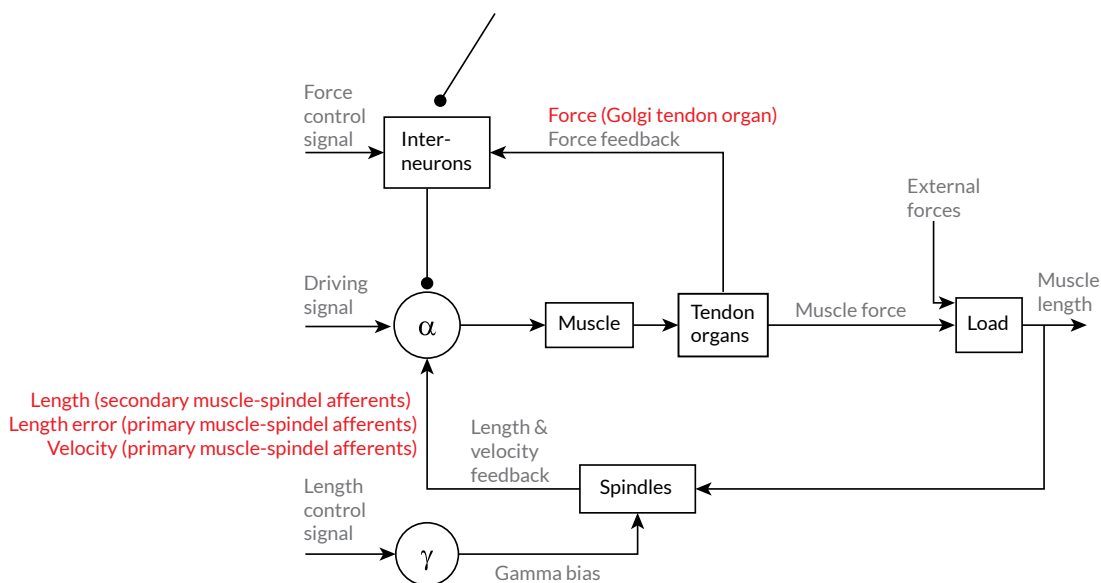 Force
control
signal
Inter-
neurons
Force (Golgi tendon organ)
Force feedback
External
forces
Driving
signal
α
Muscle
Tendon
organs
Muscle force
Load
Muscle
length
Length (secondary muscle-spindel afferents)
Length error (primary muscle-spindel afferents)
Velocity (primary muscle-spindel afferents)
Length &
velocity
feedback
Spindles
Length
control
signal
γ
Gamma bias